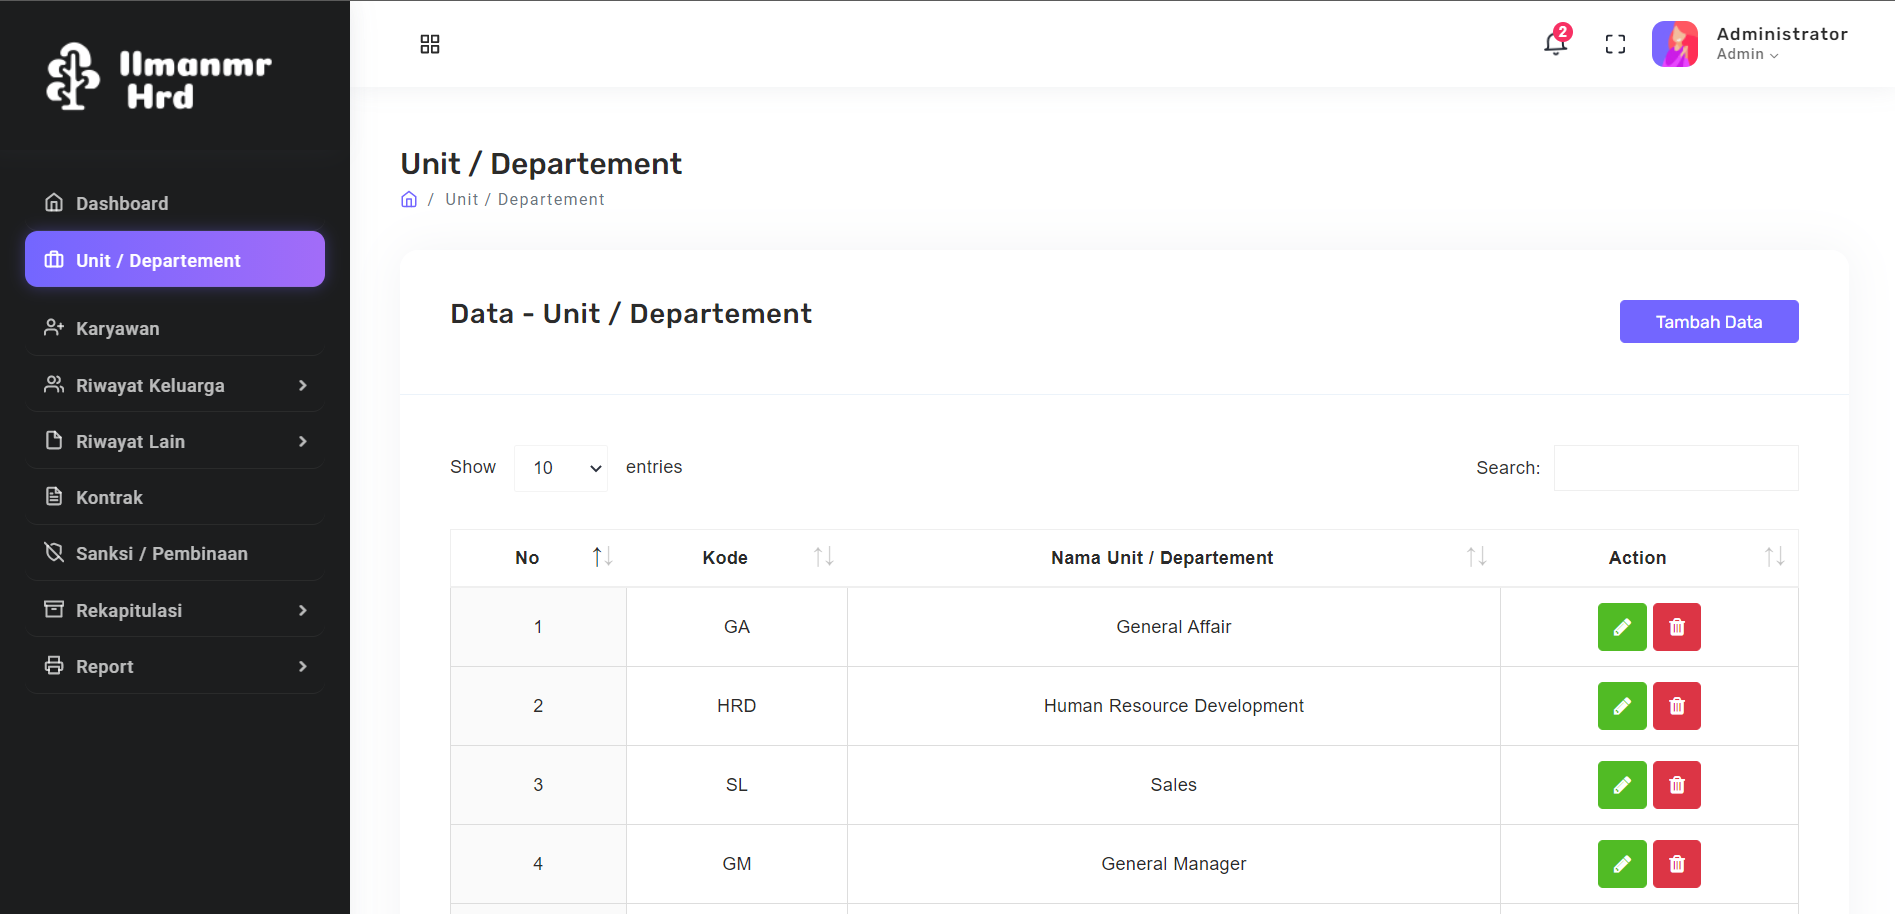 Ilmanmr
Hrd
2
Administrator
Admin
Dashboard
Unit / Departement
Karyawan
Riwayat Keluarga
Riwayat Lain
Kontrak
Sanksi / Pembinaan
Rekapitulasi
Report
Unit / Departement
/ Unit / Departement
Data - Unit / Departement
Tambah Data
Show 10 entries
Search:
No Kode Nama Unit / Departement Action
1 GA General Affair
2 HRD Human Resource Development
3 SL Sales
4 GM General Manager